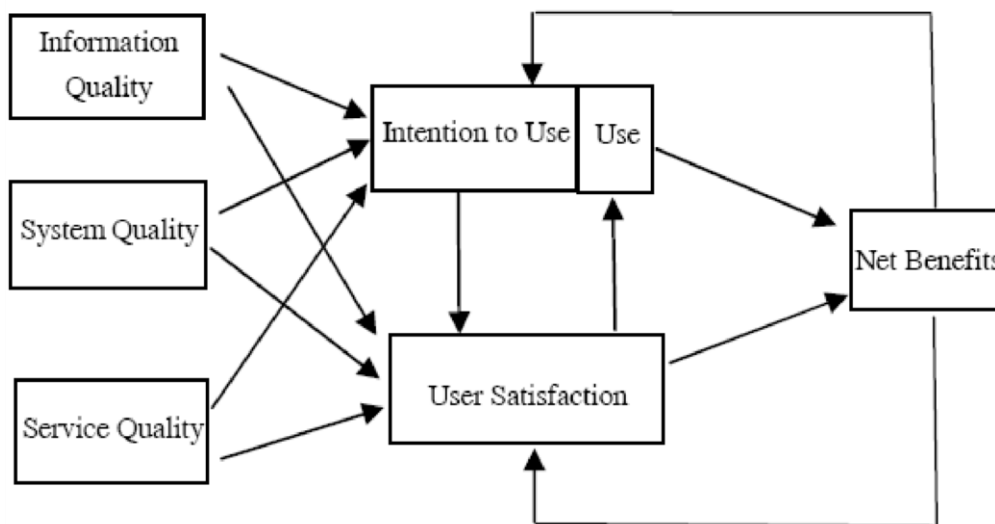 Information
Quality
Intention to Use
Use
System Quality
Net Benefits
User Satisfaction
Service Quality